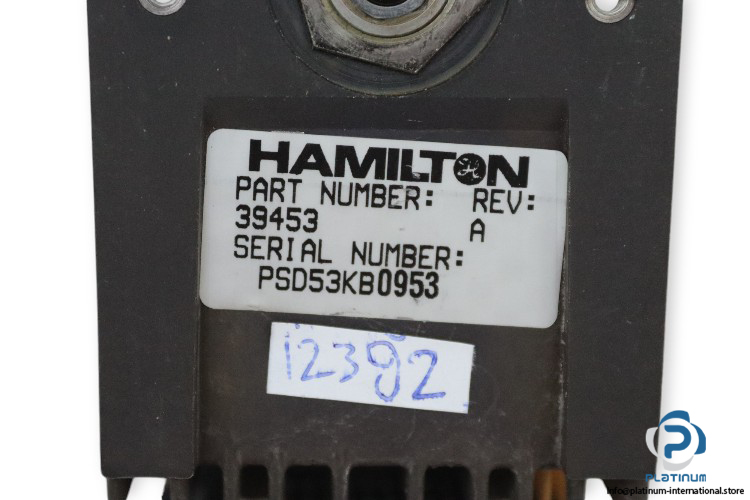 HAMILTON
PART NUMBER: REV:
39453 A
SERIAL NUMBER:
PSD53KB0953
12392
PLATINUM
info@platinum-international.store